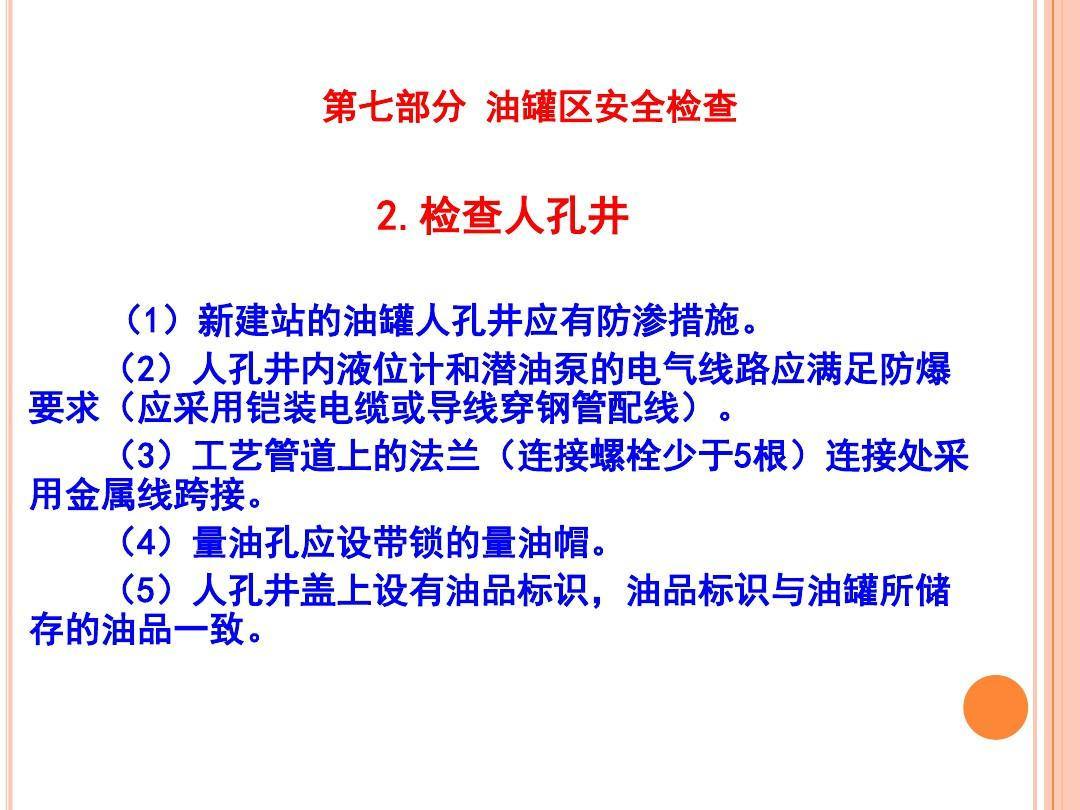 第七部分 油罐区安全检查
2.检查人孔井
（1）新建站的油罐人孔井应有防渗措施。
（2）人孔井内液位计和潜油泵的电气线路应满足防爆
要求（应采用铠装电缆或导线穿钢管配线）。
（3）工艺管道上的法兰（连接螺栓少于5根）连接处采
用金属线跨接。
（4）量油孔应设带锁的量油帽。
（5）人孔井盖上设有油品标识，油品标识与油罐所储
存的油品一致。